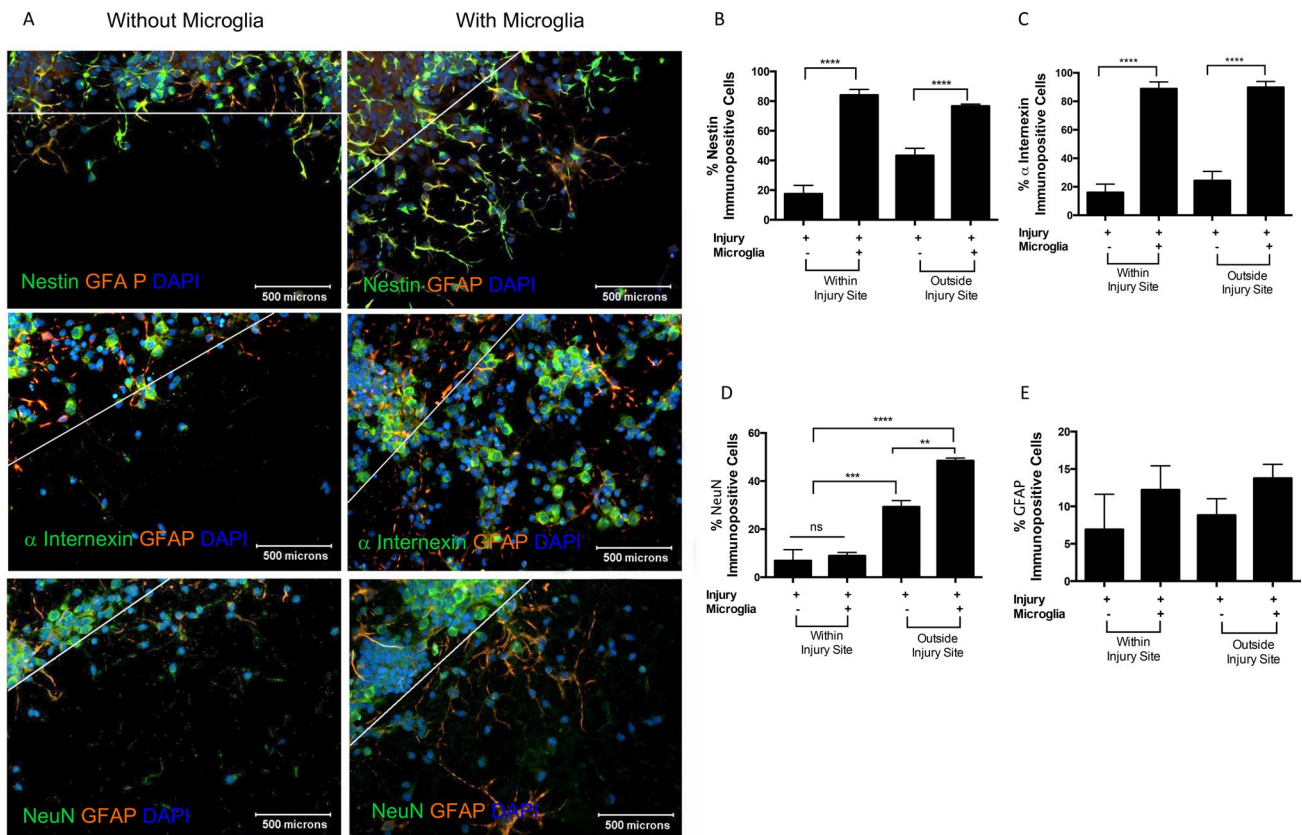 A
Without Microglia
With Microglia
Nestin GFA P DAPI
500 microns
Nestin GFAP DAPI
500 microns
α Internexin GFAP DAPI
500 microns
α Internexin GFAP DAPI
500 microns
NeuN GFAP DAPI
500 microns
NeuN GFAP DAPI
500 microns
B
% Nestin
Immunopositive Cells
100
80
60
40
20
0
****
****
Injury + + + +
Microglia - + - +
Within
Injury Site
Outside
Injury Site
C
% α Internexin
Immunopositive Cells
100
80
60
40
20
0
****
****
Injury + + + +
Microglia - + - +
Within
Injury Site
Outside
Injury Site
D
% NeuN
Immunopositive Cells
60
40
20
0
****
**
***
ns
Injury + + + +
Microglia - + - +
Within
Injury Site
Outside
Injury Site
E
% GFAP
Immunopositive Cells
20
15
10
5
0
Injury + + + +
Microglia - + - +
Within
Injury Site
Outside
Injury Site